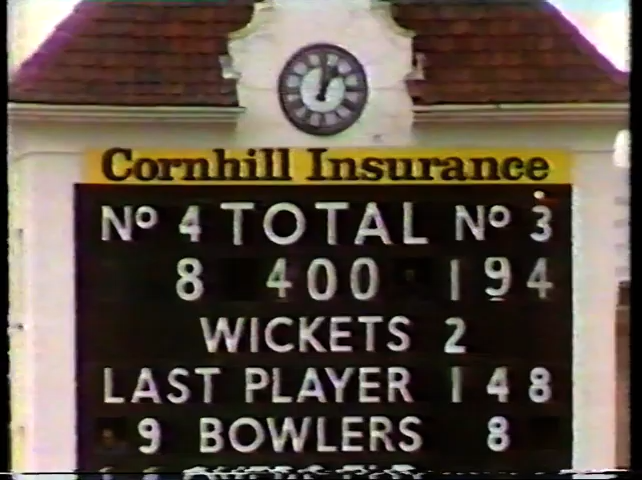 Cornhill Insurance
Nº 4 TOTAL Nº 3
8 400 194
WICKETS 2
LAST PLAYER 148
9 BOWLERS 8